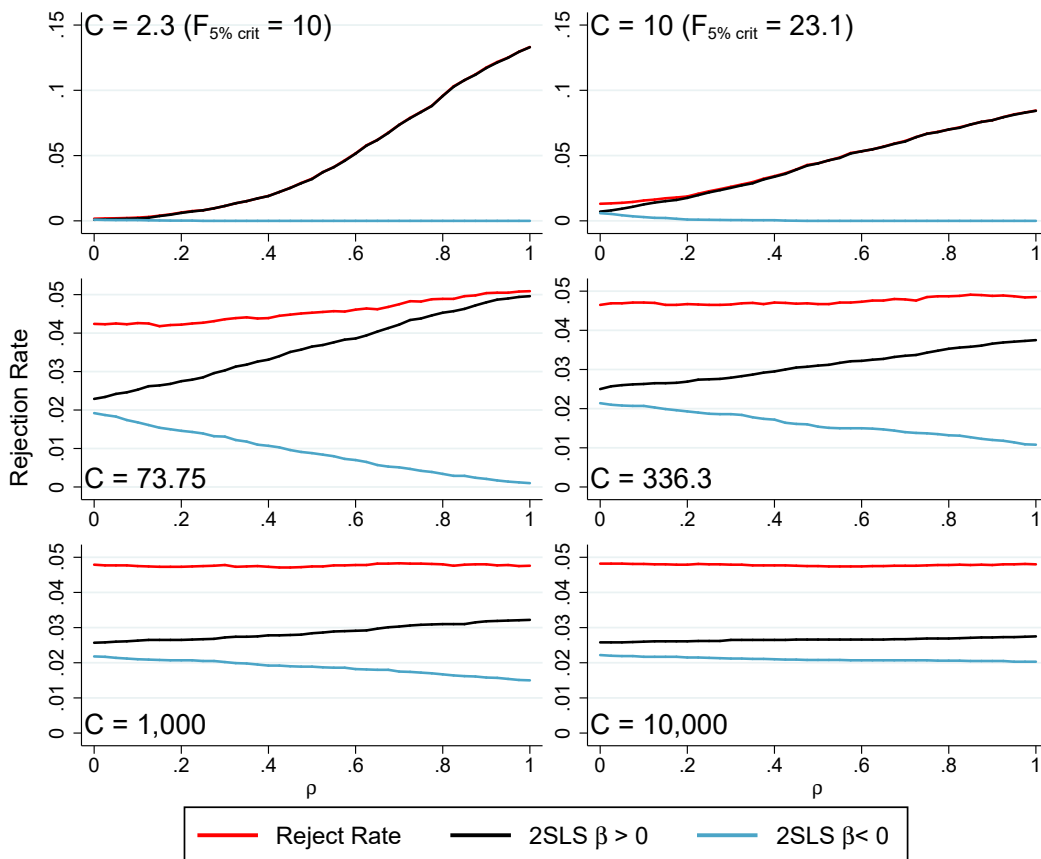 C = 2.3 (F5% crit = 10)
.15
.1
.05
0
0 .2 .4 .6 .8 1
C = 10 (F5% crit = 23.1)
.15
.1
.05
0
0 .2 .4 .6 .8 1
Rejection Rate
.05
.04
.03
.02
.01
0
C = 73.75
0 .2 .4 .6 .8 1
.05
.04
.03
.02
.01
0
C = 336.3
0 .2 .4 .6 .8 1
.05
.04
.03
.02
.01
0
C = 1,000
0 .2 .4 .6 .8 1
ρ
.05
.04
.03
.02
.01
0
C = 10,000
0 .2 .4 .6 .8 1
ρ
Reject Rate 2SLS β > 0 2SLS β< 0